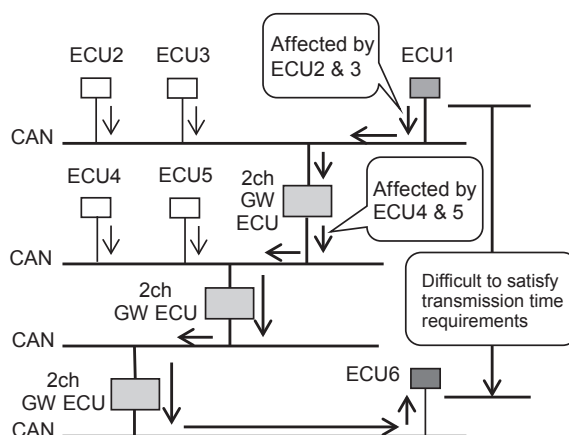 Affected by
ECU2 & 3
ECU1
ECU2
ECU3
CAN
ECU4
ECU5
2ch
GW
ECU
Affected by
ECU4 & 5
CAN
2ch
GW ECU
Difficult to satisfy
transmission time
requirements
CAN
2ch
GW ECU
ECU6
CAN